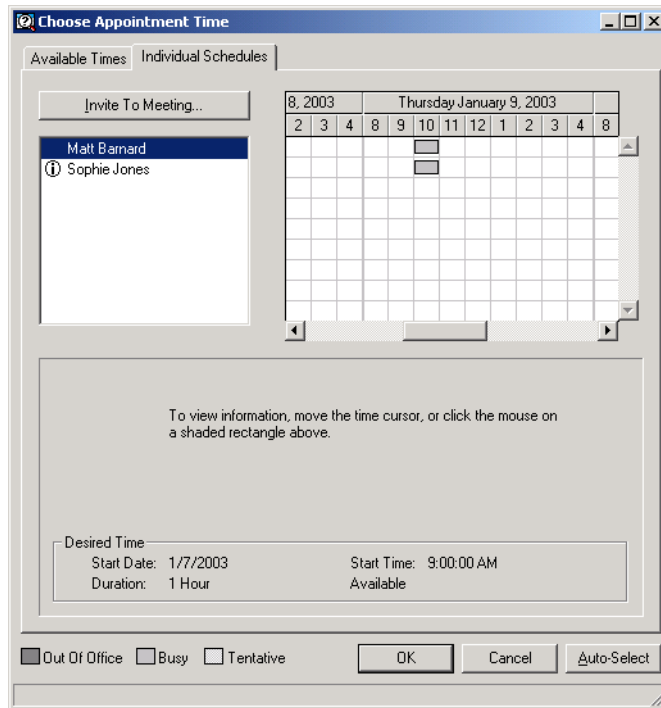 Choose Appointment Time
Available Times Individual Schedules
Invite To Meeting...
8, 2003 Thursday January 9, 2003
2 3 4 8 9 10 11 12 1 2 3 4 8
Matt Barnard
Sophie Jones
To view information, move the time cursor, or click the mouse on
a shaded rectangle above.
Desired Time
Start Date: 1/7/2003 Start Time: 9:00:00 AM
Duration: 1 Hour Available
Out Of Office Busy Tentative OK Cancel Auto-Select